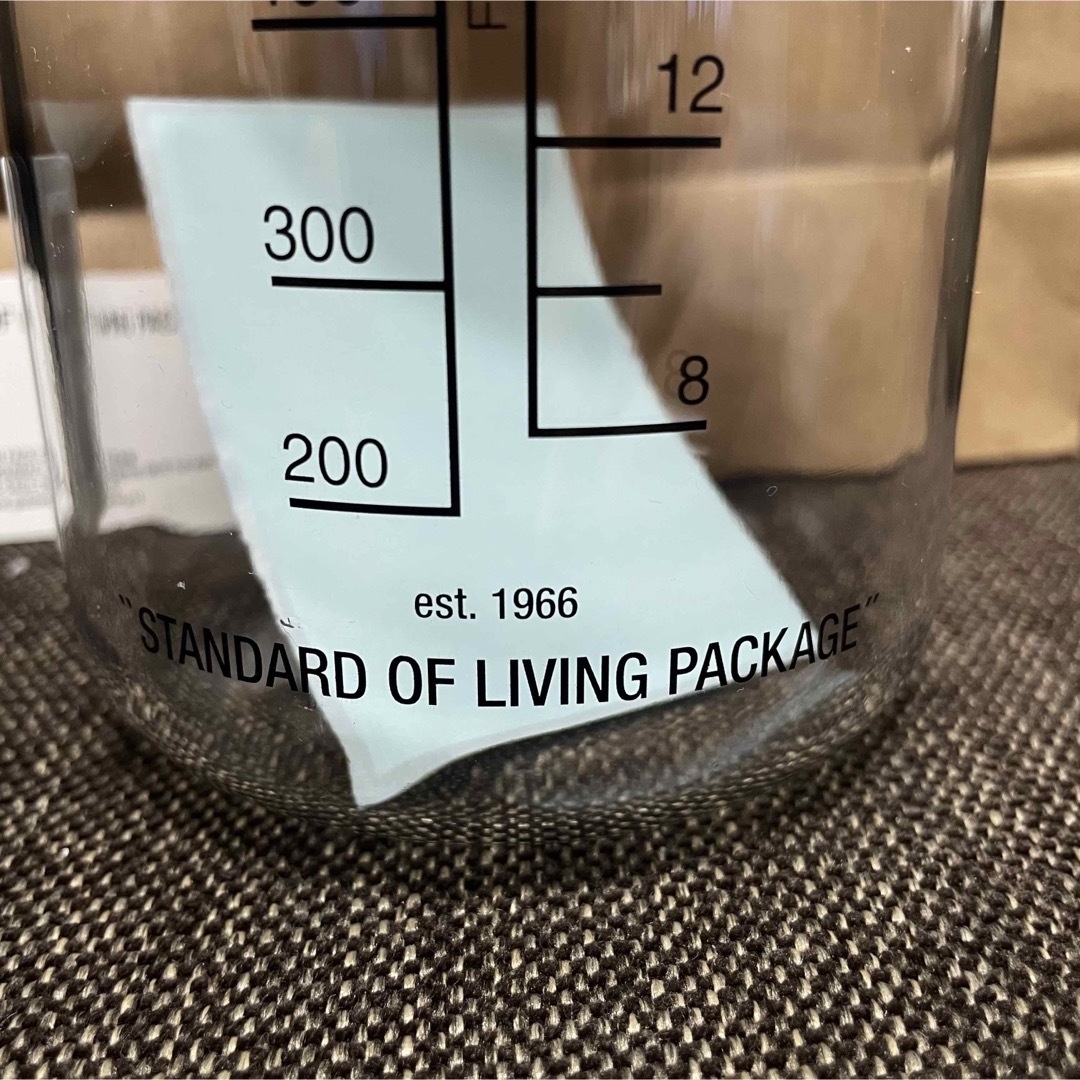 12
300
8
200
est. 1966
"STANDARD OF LIVING PACKAGE"